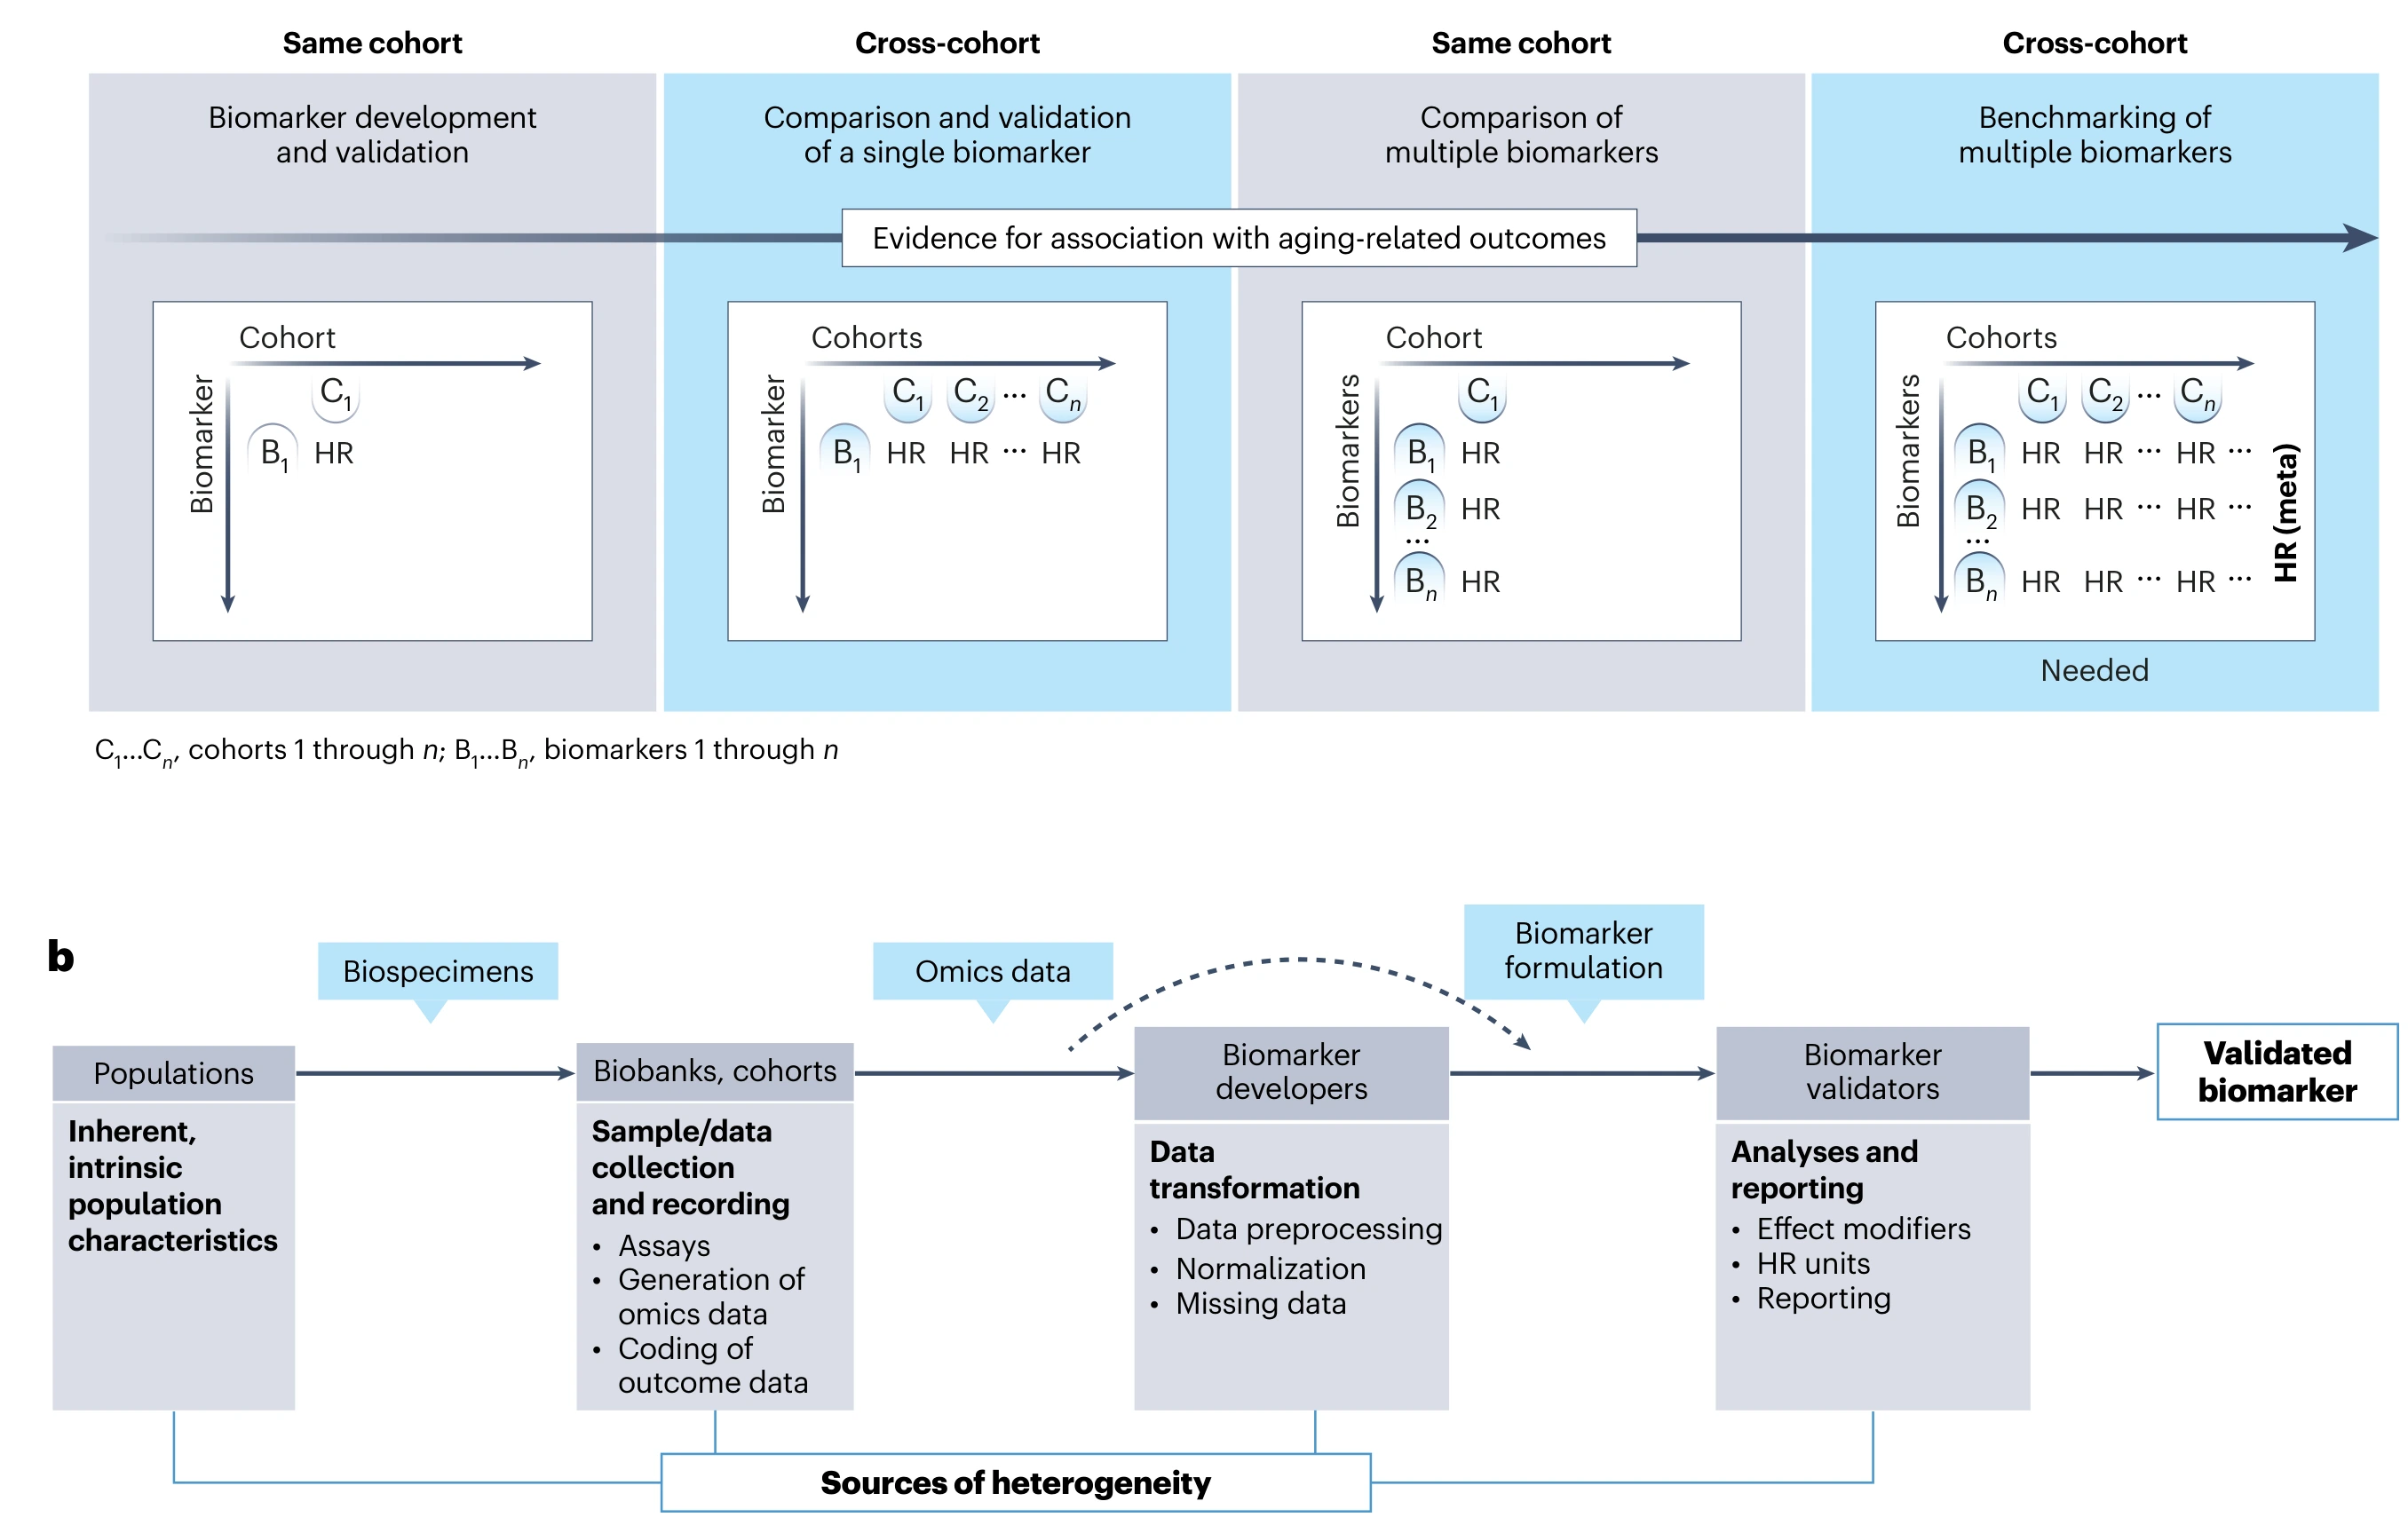 Same cohort
Cross-cohort
Same cohort
Cross-cohort
Biomarker development
and validation
Comparison and validation
of a single biomarker
Comparison of
multiple biomarkers
Benchmarking of
multiple biomarkers
Evidence for association with aging-related outcomes
Cohort
Biomarker
C1
B1 HR
Cohorts
Biomarker
C1 C2 ... Cn
B1 HR HR ... HR
Cohort
Biomarkers
C1
B1 HR
B2 HR
...
Bn HR
Cohorts
Biomarkers
C1 C2 ... Cn
B1 HR HR ... HR ...
B2 HR HR ... HR ...
...
Bn HR HR ... HR ...
HR (meta)
Needed
C1...Cn, cohorts 1 through n; B1...Bn, biomarkers 1 through n
b
Biospecimens
Omics data
Biomarker
formulation
Populations
Inherent,
intrinsic
population
characteristics
Biobanks, cohorts
Sample/data
collection
and recording
• Assays
• Generation of
omics data
• Coding of
outcome data
Biomarker
developers
Data
transformation
• Data preprocessing
• Normalization
• Missing data
Biomarker
validators
Analyses and
reporting
• Effect modifiers
• HR units
• Reporting
Validated
biomarker
Sources of heterogeneity